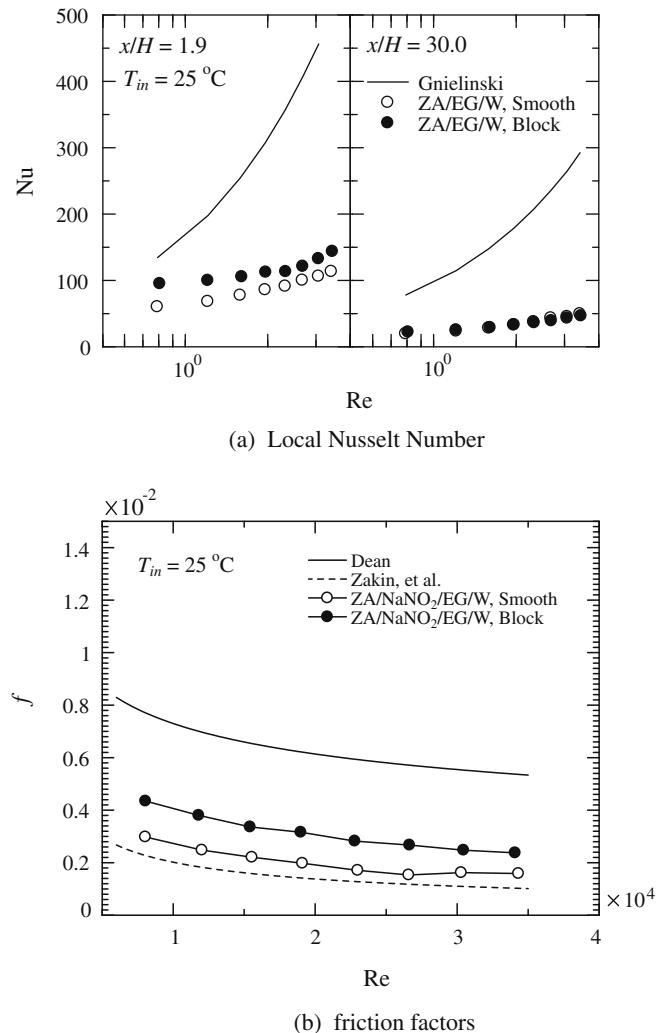 500
400
300
200
100
0
Nu
x/H = 1.9
T_in = 25 °C
x/H = 30.0
Gnielinski
ZA/EG/W, Smooth
ZA/EG/W, Block
10^0
10^0
Re
(a) Local Nusselt Number
×10^-2
1.4
1.2
1
0.8
0.6
0.4
0.2
0
f
T_in = 25 °C
Dean
Zakin, et al.
ZA/NaNO₂/EG/W, Smooth
ZA/NaNO₂/EG/W, Block
×10^4
1 2 3 4
Re
(b) friction factors